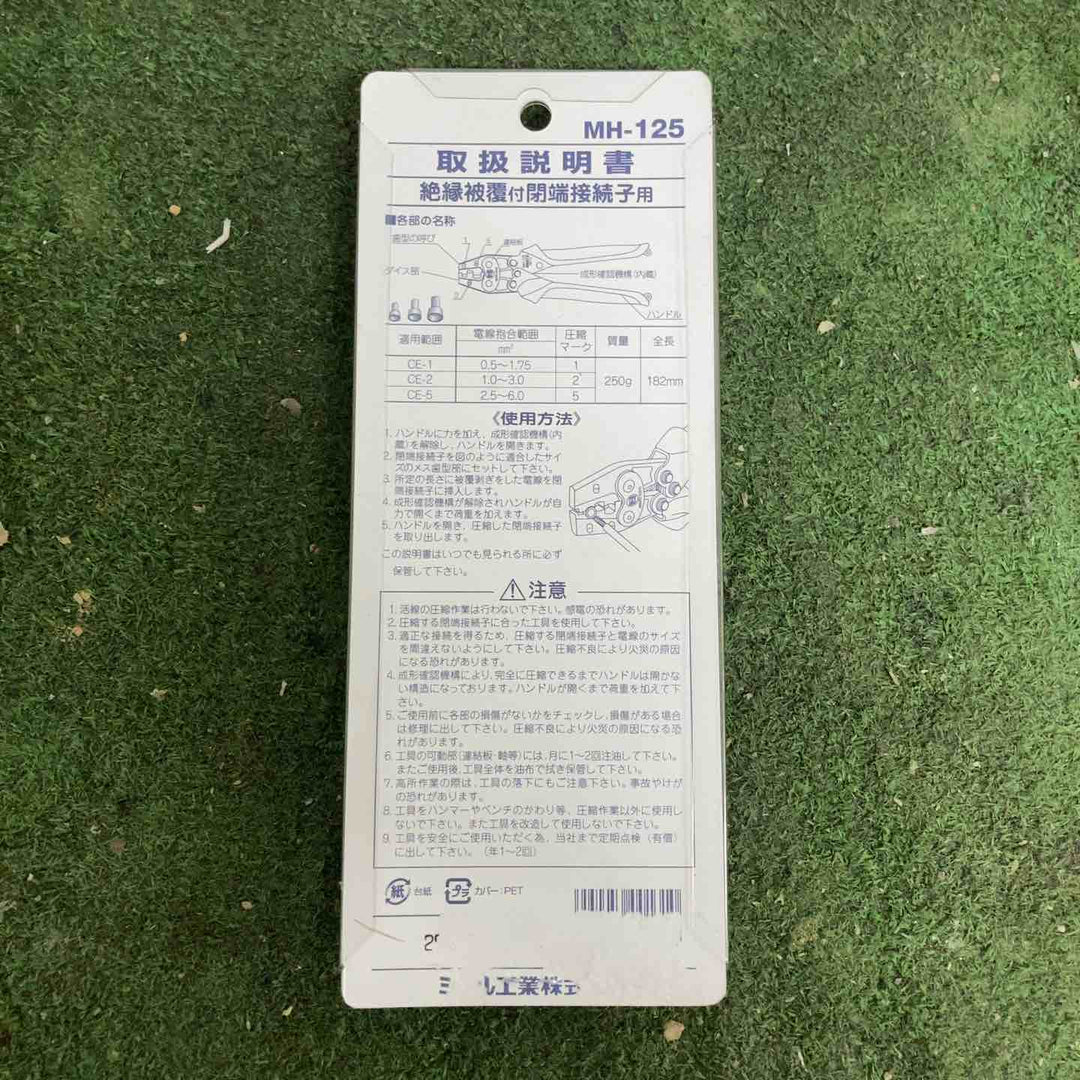 MH-125
取扱説明書
絶縁被覆付閉端接続子用
■各部の名称
歯型の呼び
連結板
ダイス部
成形確認機構(内蔵)
ハンドル
適用範囲 電線抱合範囲 mm² 圧縮マーク 質量 全長
CE-1 0.5〜1.75 1
CE-2 1.0〜3.0 2 250g 182mm
CE-5 2.5〜6.0 5
《使用方法》
1. ハンドルに力を加え、成形確認機構(内
蔵)を解除し、ハンドルを開きます。
2. 閉端接続子を図のように適合したサイ
ズのメス歯型部にセットして下さい。
3. 所定の長さに被覆剥ぎをした電線を閉
端接続子に挿入します。
4. 成形確認機構が解除されハンドルが自
力で開くまで荷重を加えます。
5. ハンドルを開き、圧縮した閉端接続子
を取り出します。
この説明書はいつでも見られる所に必ず
保管して下さい。
注意
1. 活線の圧縮作業は行わないで下さい。感電の恐れがあります。
2. 圧縮する閉端接続子に合った工具を使用して下さい。
3. 適正な接続を得るため、圧縮する閉端接続子と電線のサイズ
を間違えないようにして下さい。圧縮不良により火災の原因
になる恐れがあります。
4. 成形確認機構により、完全に圧縮できるまでハンドルは開かな
い構造になっております。ハンドルが開くまで荷重を加えて下
さい。
5. ご使用前に各部の損傷がないかをチェックし、損傷がある場合
は修理に出して下さい。圧縮不良により火災の原因になる恐
れがあります。
6. 工具の可動部(連結板・軸等)には、月に1〜2回注油して下さい。
またご使用後、工具全体を油布で拭き保管して下さい。
7. 高所作業の際は、工具の落下にもご注意下さい。事故やけが
の恐れがあります。
8. 工具をハンマーやペンチのかわり等、圧縮作業以外に使用し
ないで下さい。また工具を改造して使用しないで下さい。
9. 工具を安全にご使用いただく為、当社まで定期点検（有償）
に出して下さい。（年1〜2回）
紙 台紙 プラ カバー:PET
ル工業株式